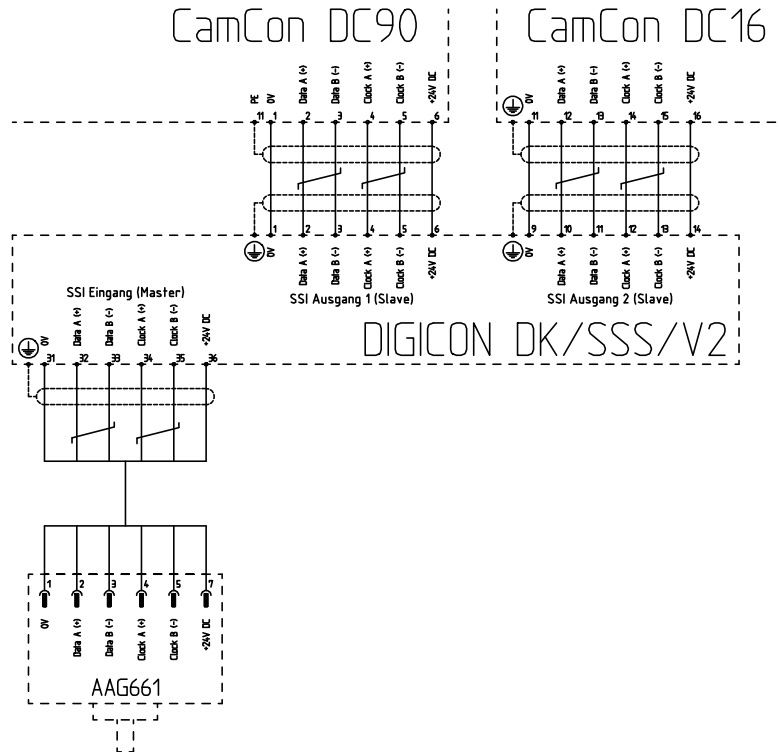 CamCon DC90
CamCon DC16
PE
0V
Data A (+)
Data B (-)
Clock A (+)
Clock B (-)
+24V DC
0V
Data A (+)
Data B (-)
Clock A (+)
Clock B (-)
+24V DC
11 1 2 3 4 5 6
11 12 13 14 15 16
1 2 3 4 5 6
9 10 11 12 13 14
0V
Data A (+)
Data B (-)
Clock A (+)
Clock B (-)
+24V DC
0V
Data A (+)
Data B (-)
Clock A (+)
Clock B (-)
+24V DC
SSI Eingang (Master)
SSI Ausgang 1 (Slave)
SSI Ausgang 2 (Slave)
0V
Data A (+)
Data B (-)
Clock A (+)
Clock B (-)
+24V DC
DIGICON DK/SSS/V2
31 32 33 34 35 36
1 2 3 4 5 7
0V
Data A (+)
Data B (-)
Clock A (+)
Clock B (-)
+24V DC
AAG661